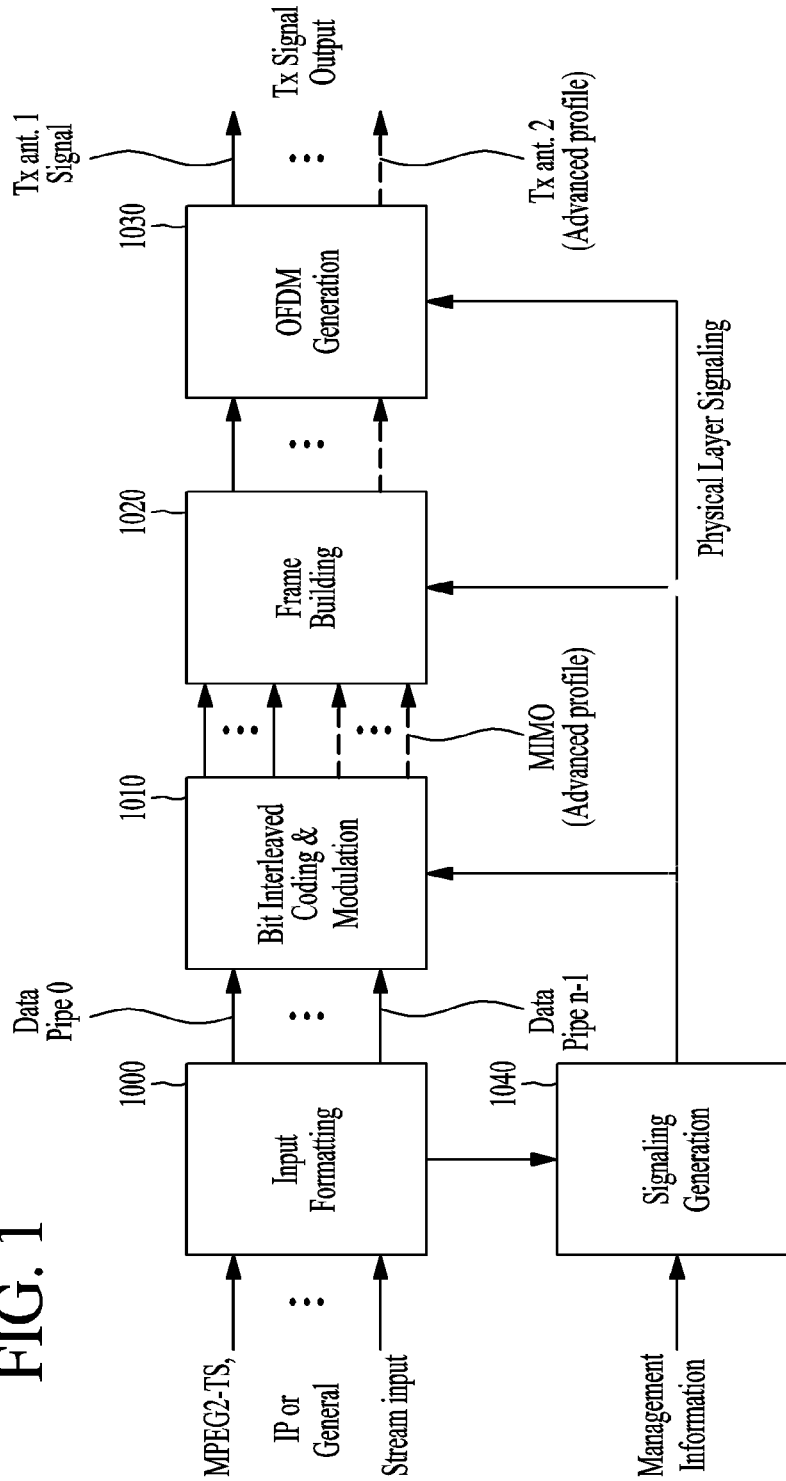 FIG. 1
MPEG2-TS,
IP or
General
Stream input
1000
Input
Formatting
Data
Pipe 0
Data
Pipe n-1
1010
Bit Interleaved
Coding &
Modulation
MIMO
(Advanced profile)
1020
Frame
Building
1030
OFDM
Generation
Tx ant. 1
Signal
Tx Signal
Output
Tx ant. 2
(Advanced profile)
Management
Information
1040
Signaling
Generation
Physical Layer Signaling